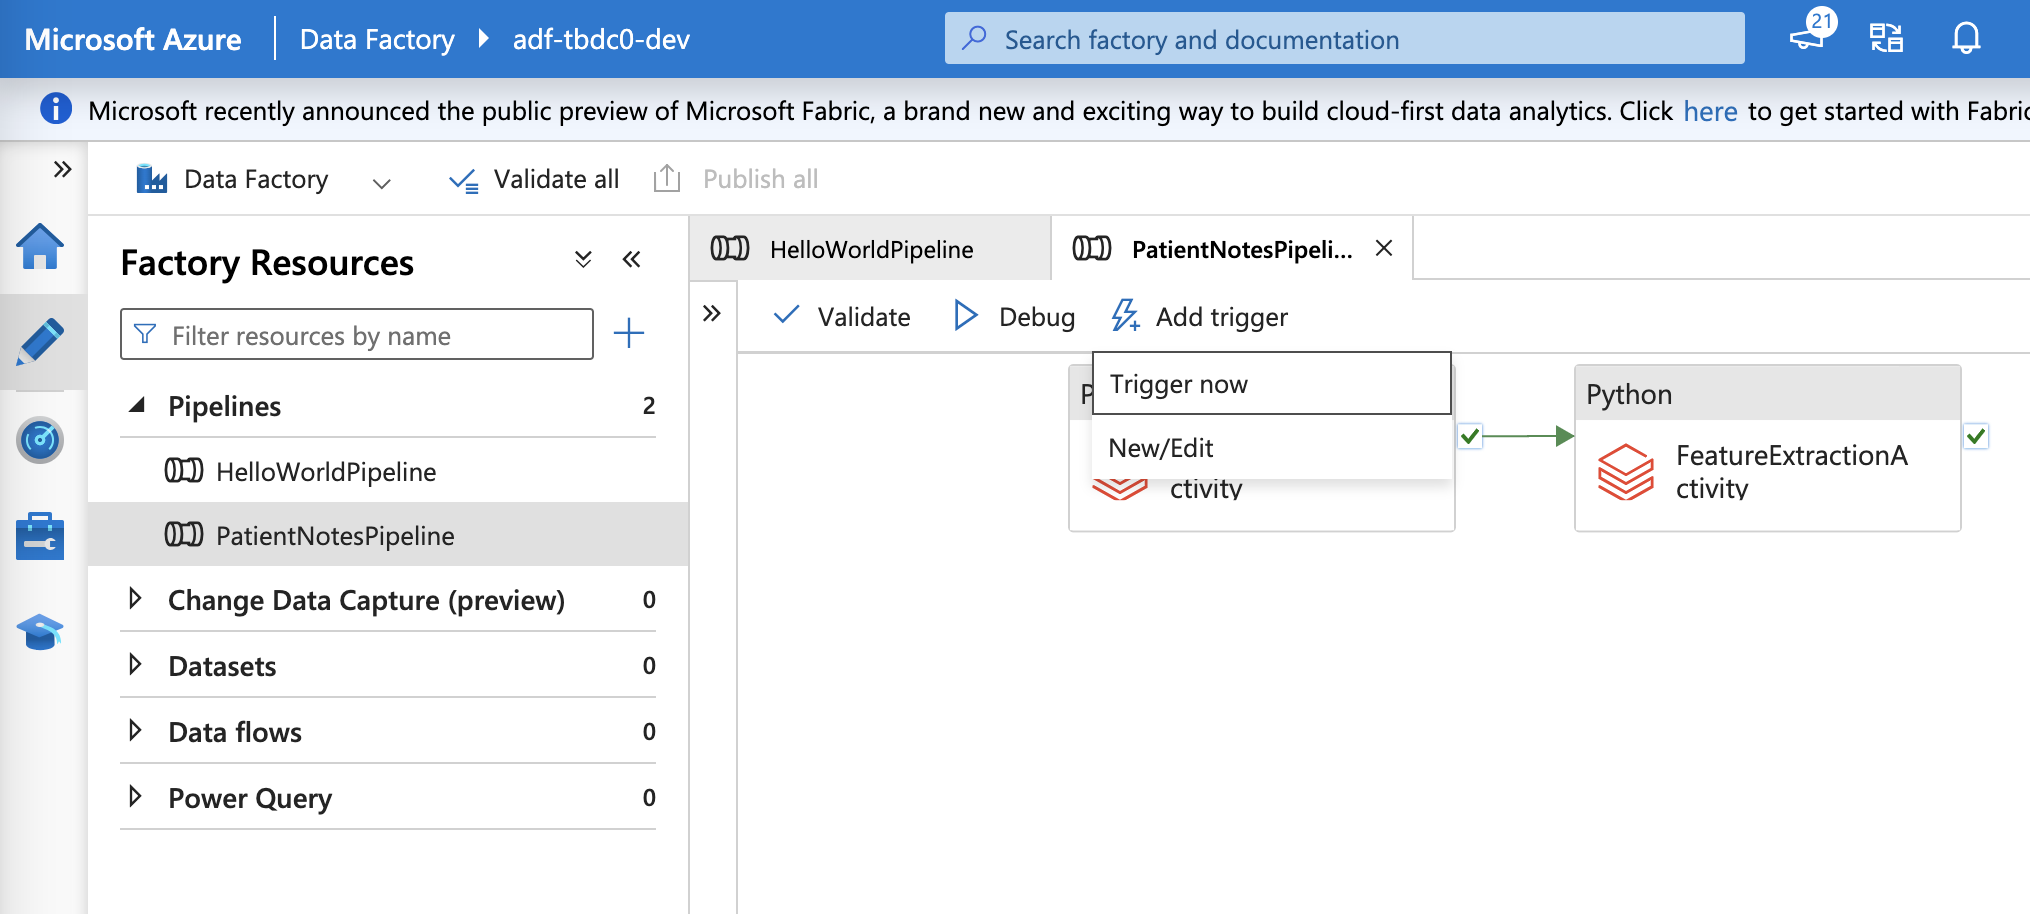 Microsoft Azure
Data Factory
adf-tbdc0-dev
Search factory and documentation
21
Microsoft recently announced the public preview of Microsoft Fabric, a brand new and exciting way to build cloud-first data analytics. Click here to get started with Fabric
Data Factory
Validate all
Publish all
Factory Resources
Filter resources by name
Pipelines 2
HelloWorldPipeline
PatientNotesPipeline
Change Data Capture (preview) 0
Datasets 0
Data flows 0
Power Query 0
HelloWorldPipeline
PatientNotesPipeli...
Validate
Debug
Add trigger
Trigger now
New/Edit
P
ctivity
Python
FeatureExtractionA
ctivity